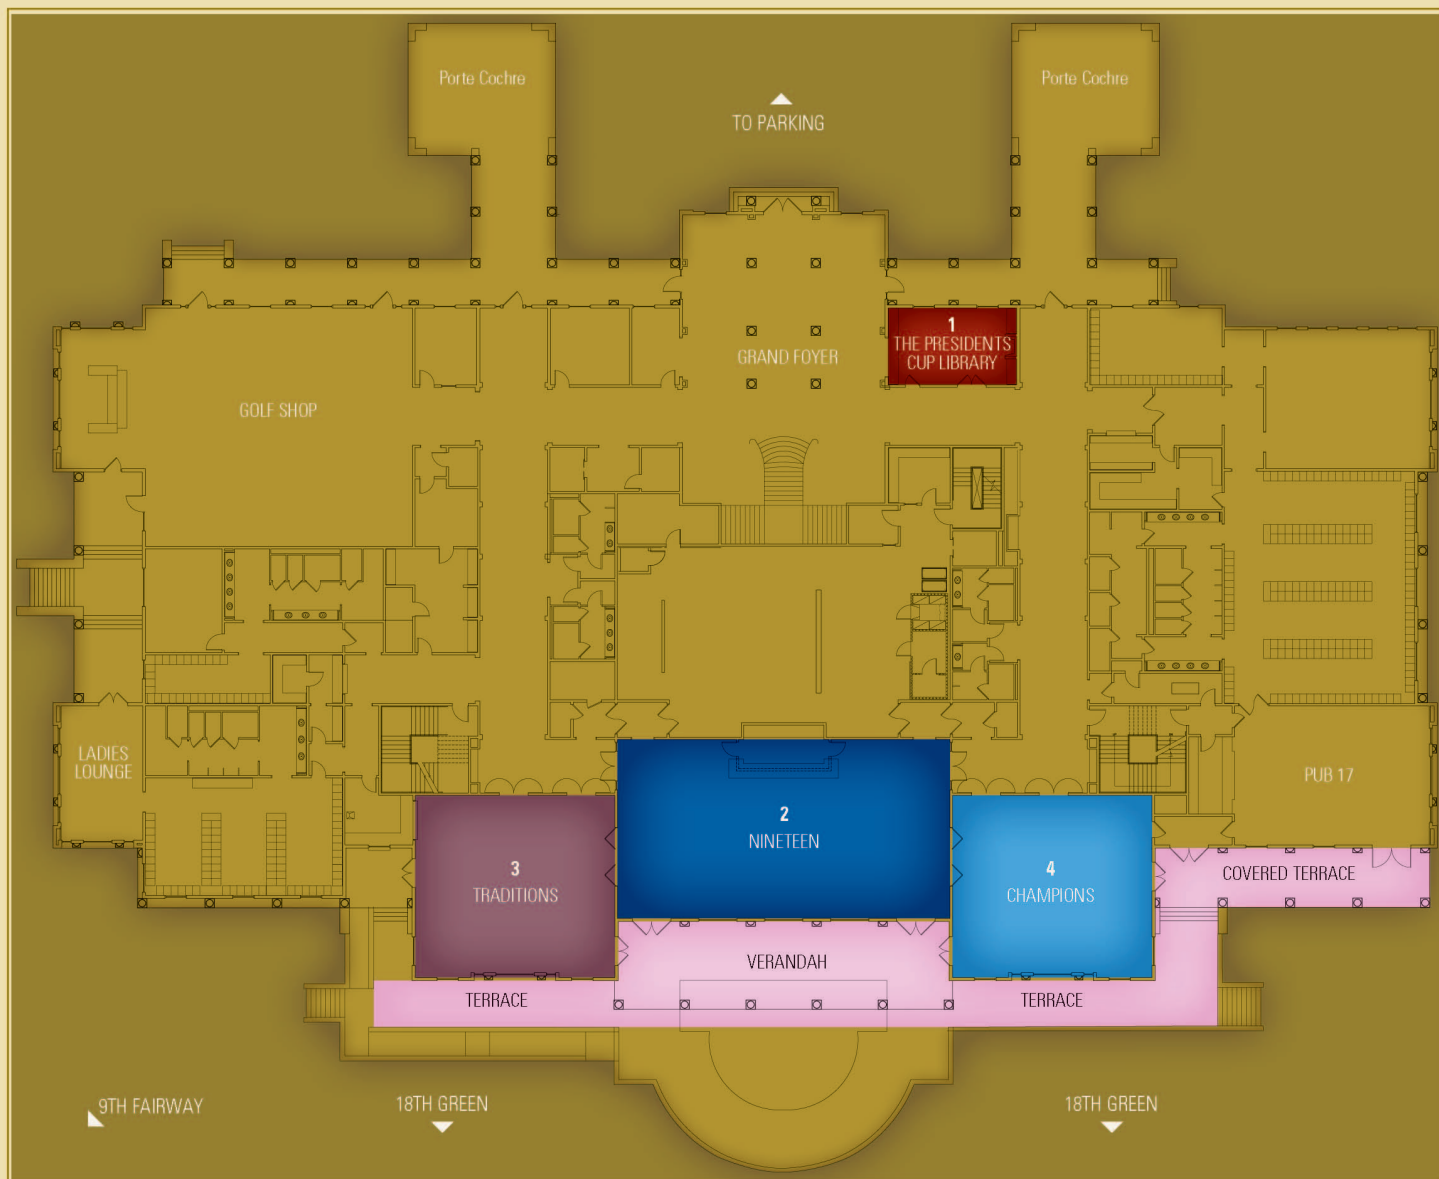 Porte Cochre
Porte Cochre
TO PARKING
1
THE PRESIDENTS
CUP LIBRARY
GRAND FOYER
GOLF SHOP
LADIES
LOUNGE
PUB 17
2
NINETEEN
3
TRADITIONS
4
CHAMPIONS
COVERED TERRACE
VERANDAH
TERRACE
TERRACE
9TH FAIRWAY
18TH GREEN
18TH GREEN